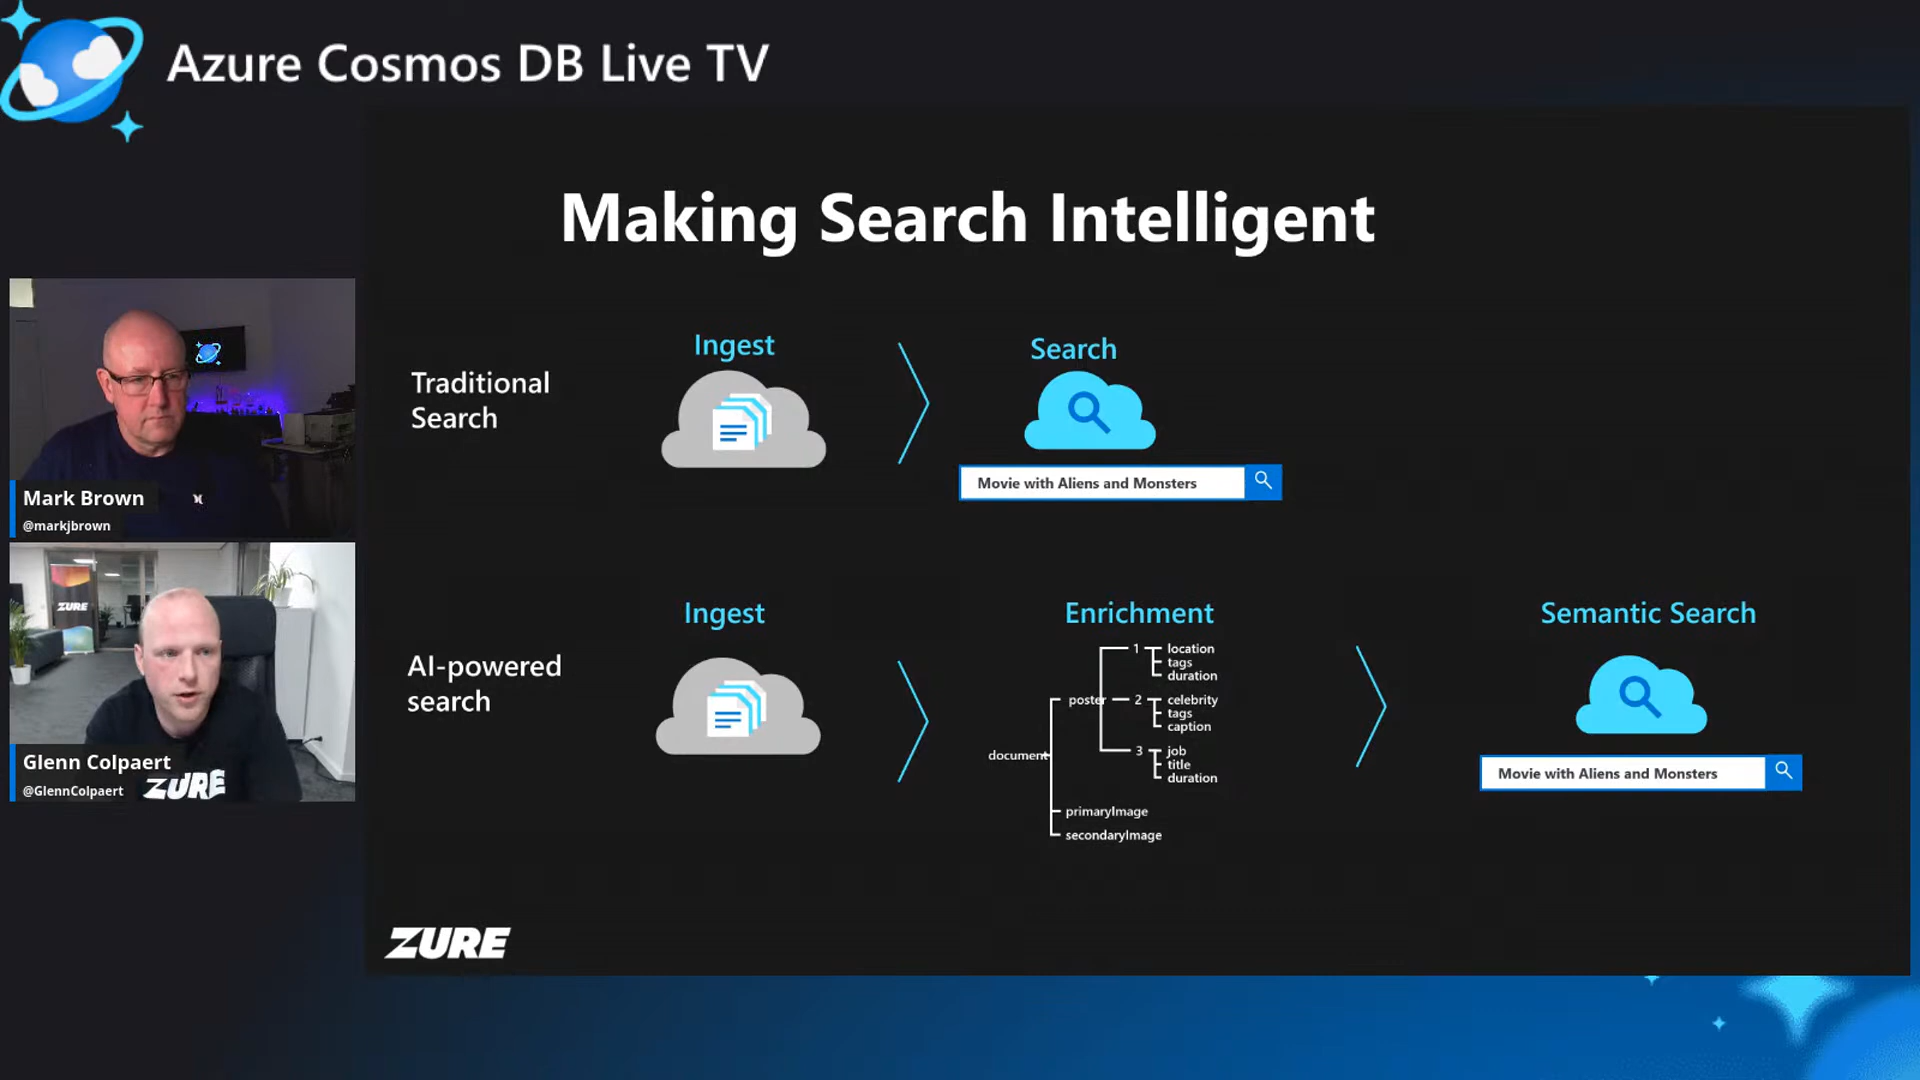 Azure Cosmos DB Live TV
Making Search Intelligent
Traditional
Search
Ingest
Search
Movie with Aliens and Monsters
AI-powered
search
Ingest
Enrichment
document
poster
1
location
tags
duration
2
celebrity
tags
caption
3
job
title
duration
primaryImage
secondaryImage
Semantic Search
Movie with Aliens and Monsters
ZURE
Mark Brown
@markjbrown
ZURE
Glenn Colpaert
@GlennColpaert
ZURE